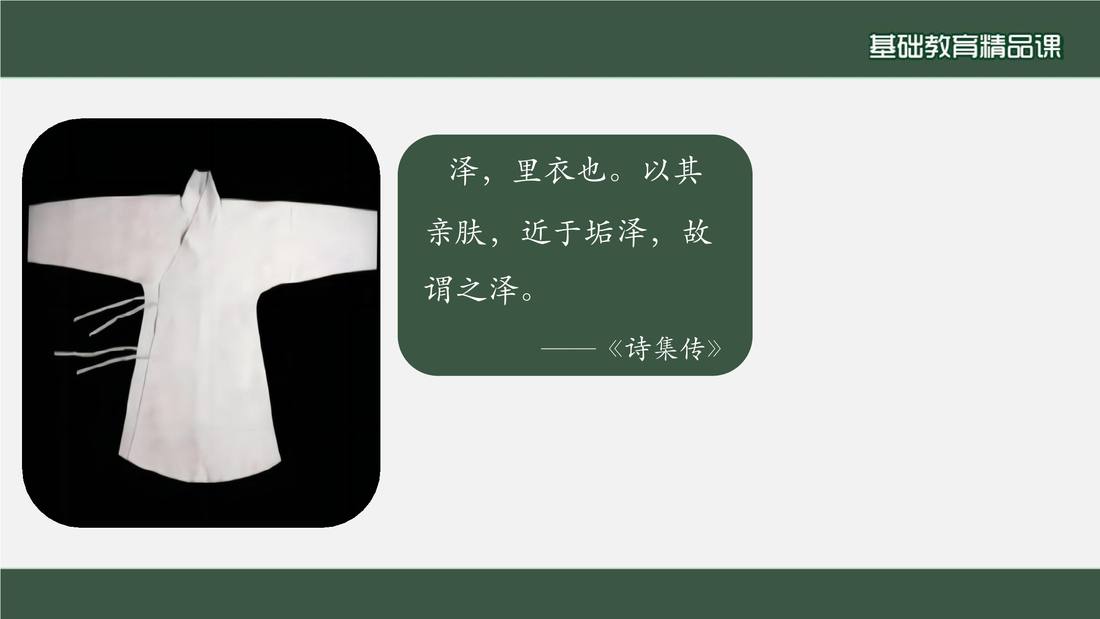 基础教育精品课
泽，里衣也。以其
亲肤，近于垢泽，故
谓之泽。
——《诗集传》